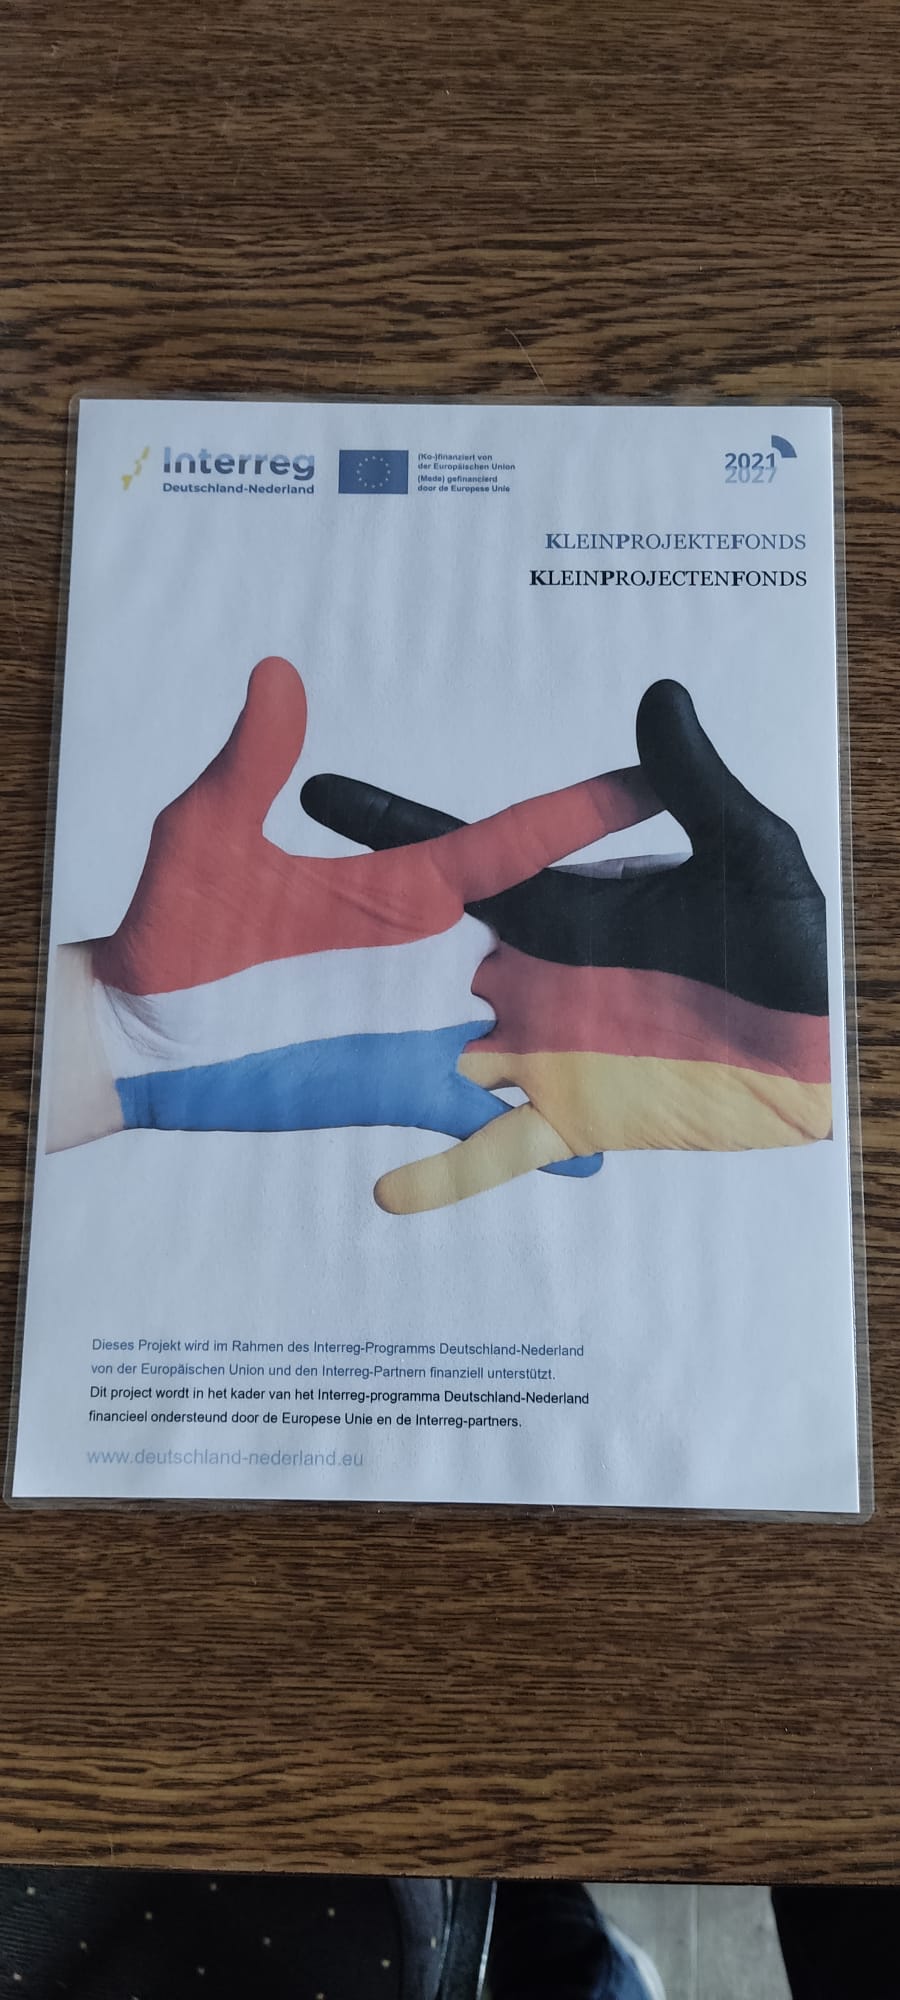 Interreg
Deutschland-Nederland
(Ko-)finanziert von
der Europäischen Union
(Mede) gefinancierd
door de Europese Unie
2021
2027
KLEINPROJEKTEFONDS
KLEINPROJECTENFONDS
Dieses Projekt wird im Rahmen des Interreg-Programms Deutschland-Nederland
von der Europäischen Union und den Interreg-Partnern finanziell unterstützt.
Dit project wordt in het kader van het Interreg-programma Deutschland-Nederland
financieel ondersteund door de Europese Unie en de Interreg-partners.
www.deutschland-nederland.eu